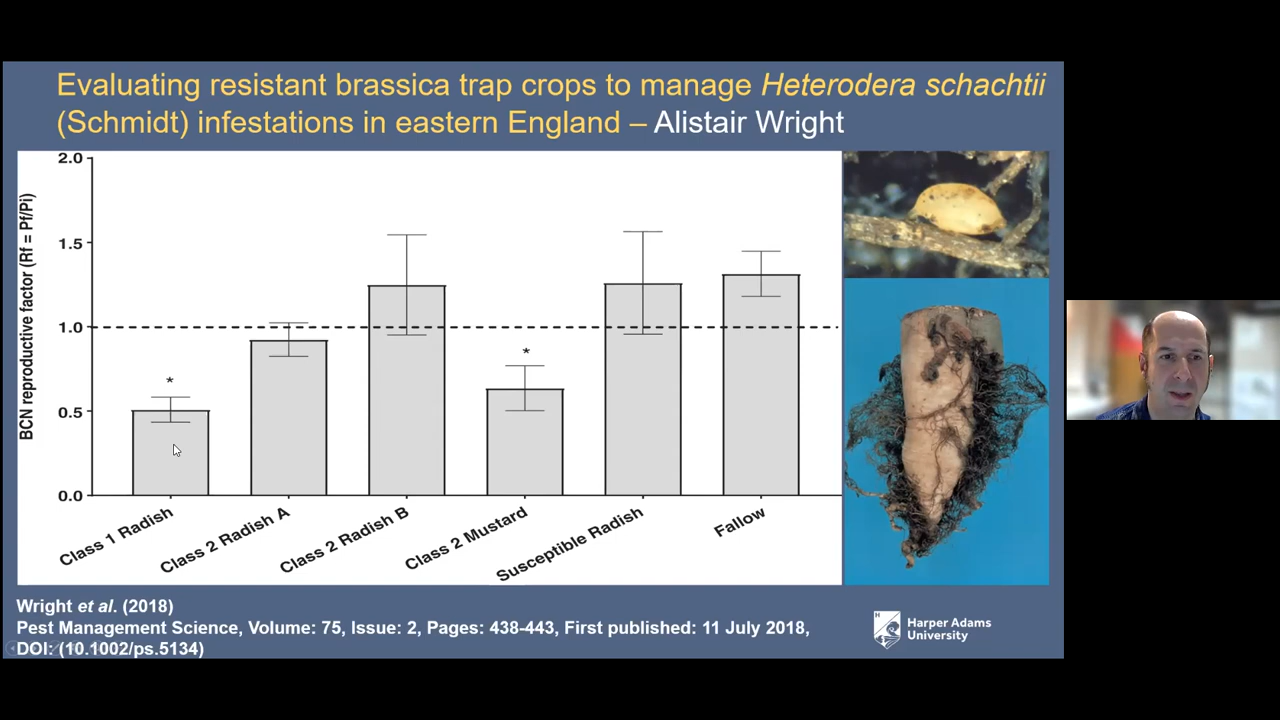 Evaluating resistant brassica trap crops to manage Heterodera schachtii
(Schmidt) infestations in eastern England – Alistair Wright
BCN reproductive factor (Rf = Pf/Pi)
2.0
1.5
1.0
0.5
0.0
*
*
Class 1 Radish
Class 2 Radish A
Class 2 Radish B
Class 2 Mustard
Susceptible Radish
Fallow
Wright et al. (2018)
Pest Management Science, Volume: 75, Issue: 2, Pages: 438-443, First published: 11 July 2018,
DOI: (10.1002/ps.5134)
H
Harper Adams
University